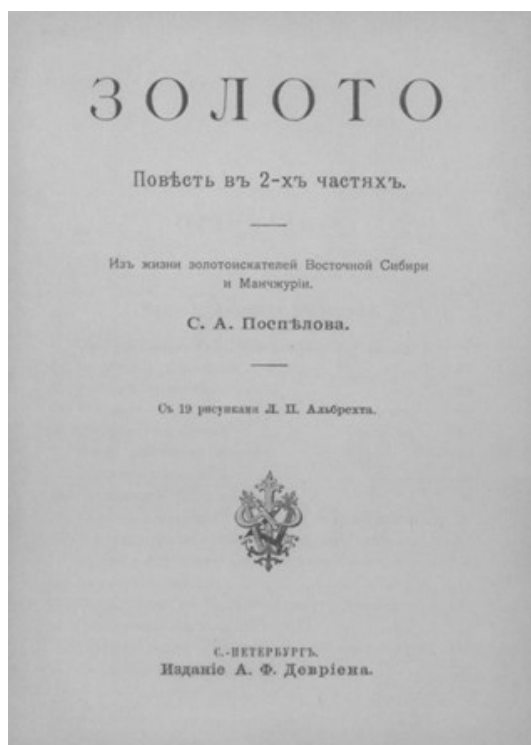 ЗОЛОТО
Повѣсть въ 2-хъ частяхъ.
Изъ жизни золотоискателей Восточной Сибири
и Манчжуріи.
С. А. Поспѣлова.
Съ 19 рисунками Л. П. Альбрехта.
С.-ПЕТЕРБУРГЪ.
Изданіе А. Ф. Девріена.